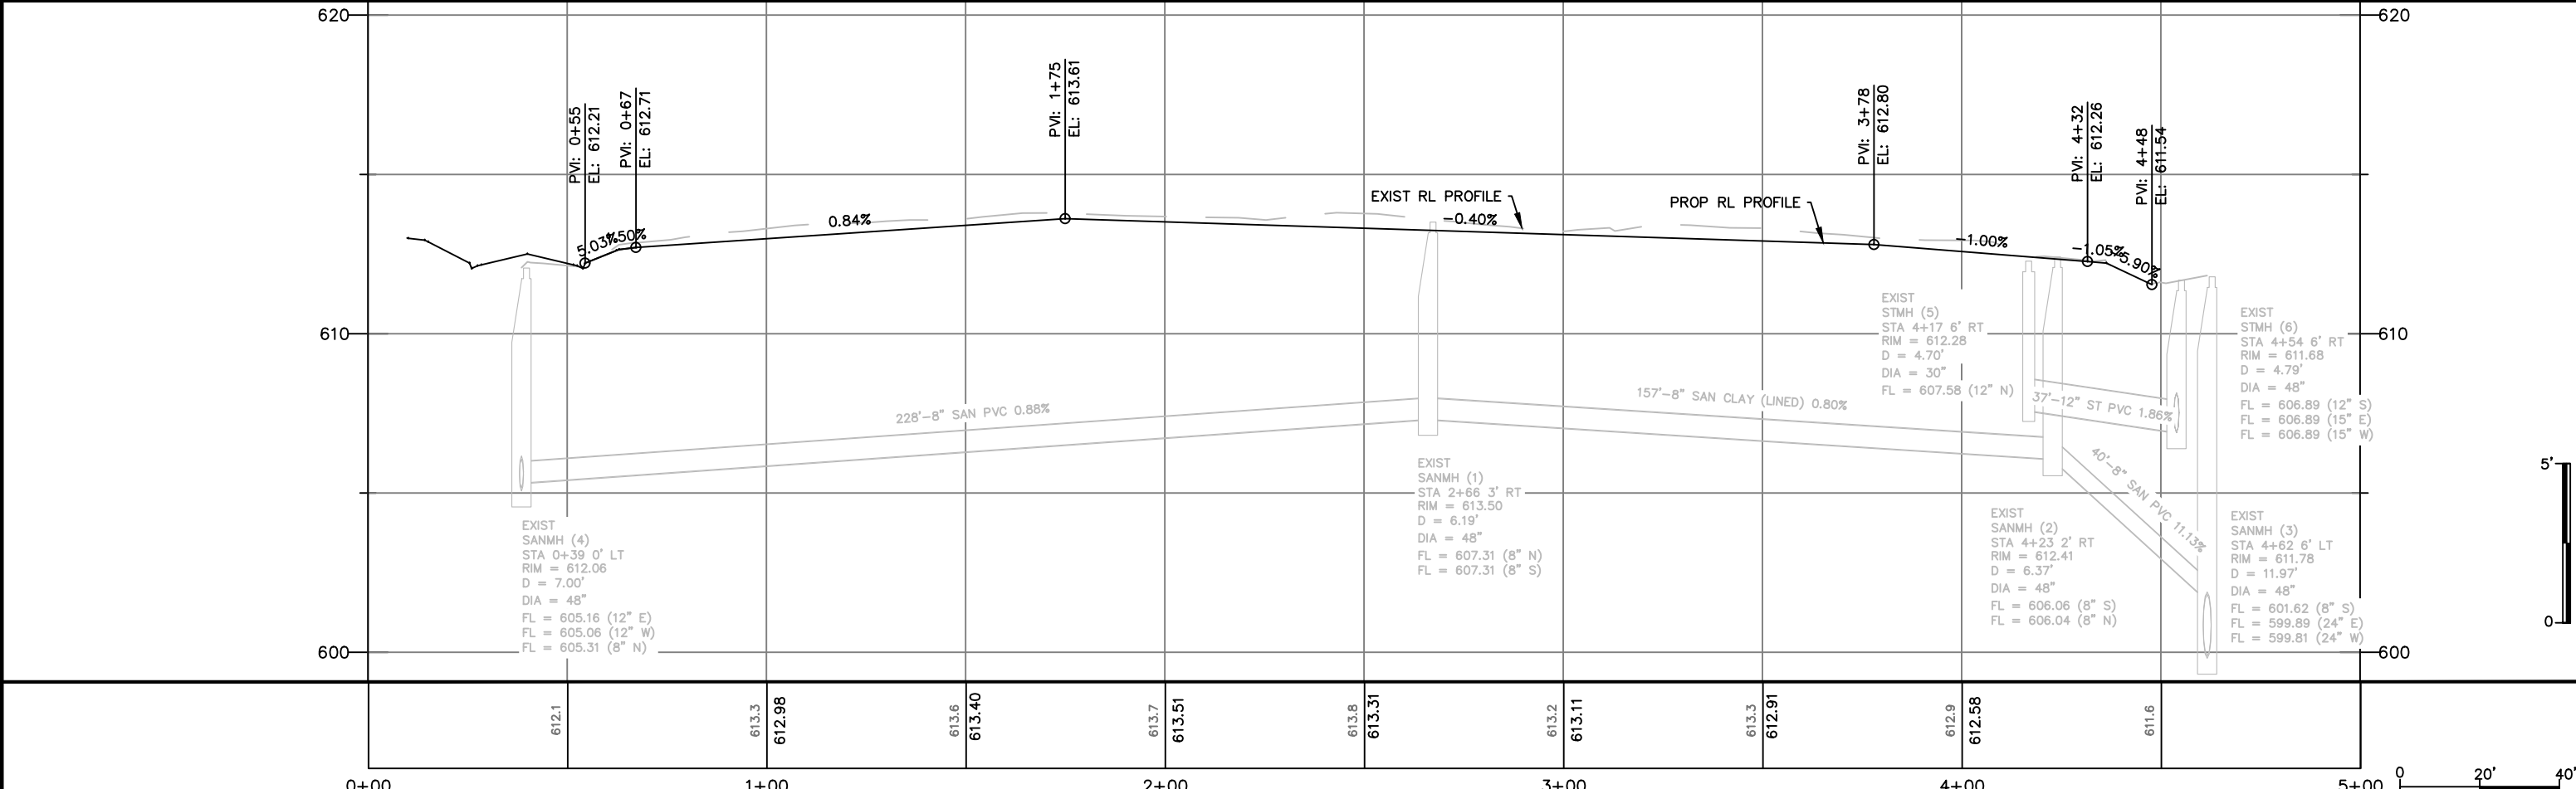 620
620
PVI: 0+55
EL: 612.21
PVI: 0+67
EL: 612.71
PVI: 1+75
EL: 613.61
PVI: 3+78
EL: 612.80
PVI: 4+32
EL: 612.26
PVI: 4+48
EL: 611.54
EXIST RL PROFILE
PROP RL PROFILE
5.03%
0.84%
-0.40%
-1.00%
-1.05%
-5.90%
610
610
EXIST
STMH (5)
STA 4+17 6' RT
RIM = 612.28
D = 4.70'
DIA = 30"
FL = 607.58 (12" N)
EXIST
STMH (6)
STA 4+54 6' RT
RIM = 611.68
D = 4.79'
DIA = 48"
FL = 606.89 (12" S)
FL = 606.89 (15" E)
FL = 606.89 (15" W)
228'-8" SAN PVC 0.88%
157'-8" SAN CLAY (LINED) 0.80%
37'-12" ST PVC 1.86%
40'-8" SAN PVC 11.13%
EXIST
SANMH (4)
STA 0+39 0' LT
RIM = 612.06
D = 7.00'
DIA = 48"
FL = 605.16 (12" E)
FL = 605.06 (12" W)
FL = 605.31 (8" N)
EXIST
SANMH (1)
STA 2+66 3' RT
RIM = 613.50
D = 6.19'
DIA = 48"
FL = 607.31 (8" N)
FL = 607.31 (8" S)
EXIST
SANMH (2)
STA 4+23 2' RT
RIM = 612.41
D = 6.37'
DIA = 48"
FL = 606.06 (8" S)
FL = 606.04 (8" N)
EXIST
SANMH (3)
STA 4+62 6' LT
RIM = 611.78
D = 11.97'
DIA = 48"
FL = 601.62 (8" S)
FL = 599.89 (24" E)
FL = 599.81 (24" W)
5'
0
600
600
612.1
613.3
612.98
613.6
613.40
613.7
613.51
613.8
613.31
613.2
613.11
613.3
612.91
612.9
612.58
611.6
0+00
1+00
2+00
3+00
4+00
5+00
0
20'
40'